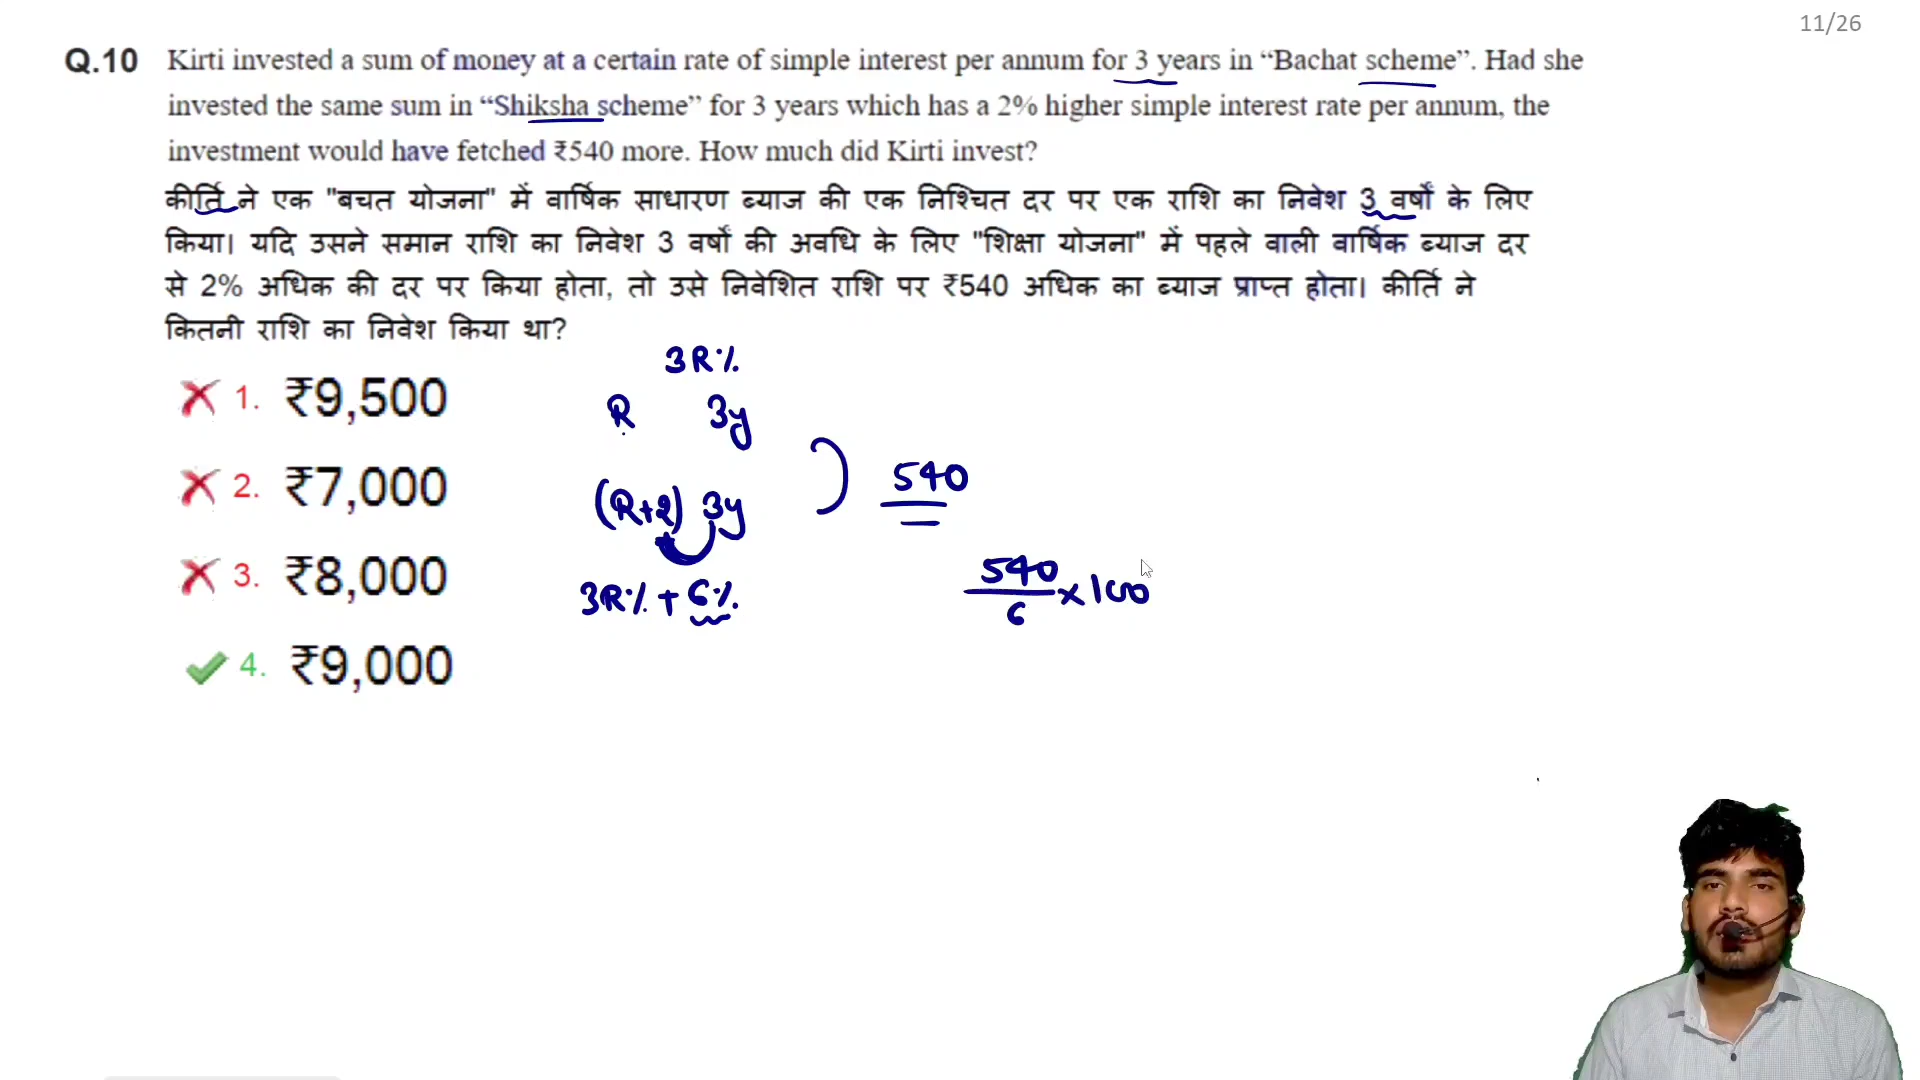 11/26
Q.10 Kirti invested a sum of money at a certain rate of simple interest per annum for 3 years in “Bachat scheme”. Had she
invested the same sum in “Shiksha scheme” for 3 years which has a 2% higher simple interest rate per annum, the
investment would have fetched ₹540 more. How much did Kirti invest?
कीर्ति ने एक "बचत योजना" में वार्षिक साधारण ब्याज की एक निश्चित दर पर एक राशि का निवेश 3 वर्षों के लिए
किया। यदि उसने समान राशि का निवेश 3 वर्षों की अवधि के लिए "शिक्षा योजना" में पहले वाली वार्षिक ब्याज दर
से 2% अधिक की दर पर किया होता, तो उसे निवेशित राशि पर ₹540 अधिक का ब्याज प्राप्त होता। कीर्ति ने
कितनी राशि का निवेश किया था?
1. ₹9,500
2. ₹7,000
3. ₹8,000
4. ₹9,000
3R%
R 3y
(R+2) 3y
540
3R% + 6%
540/6 × 100